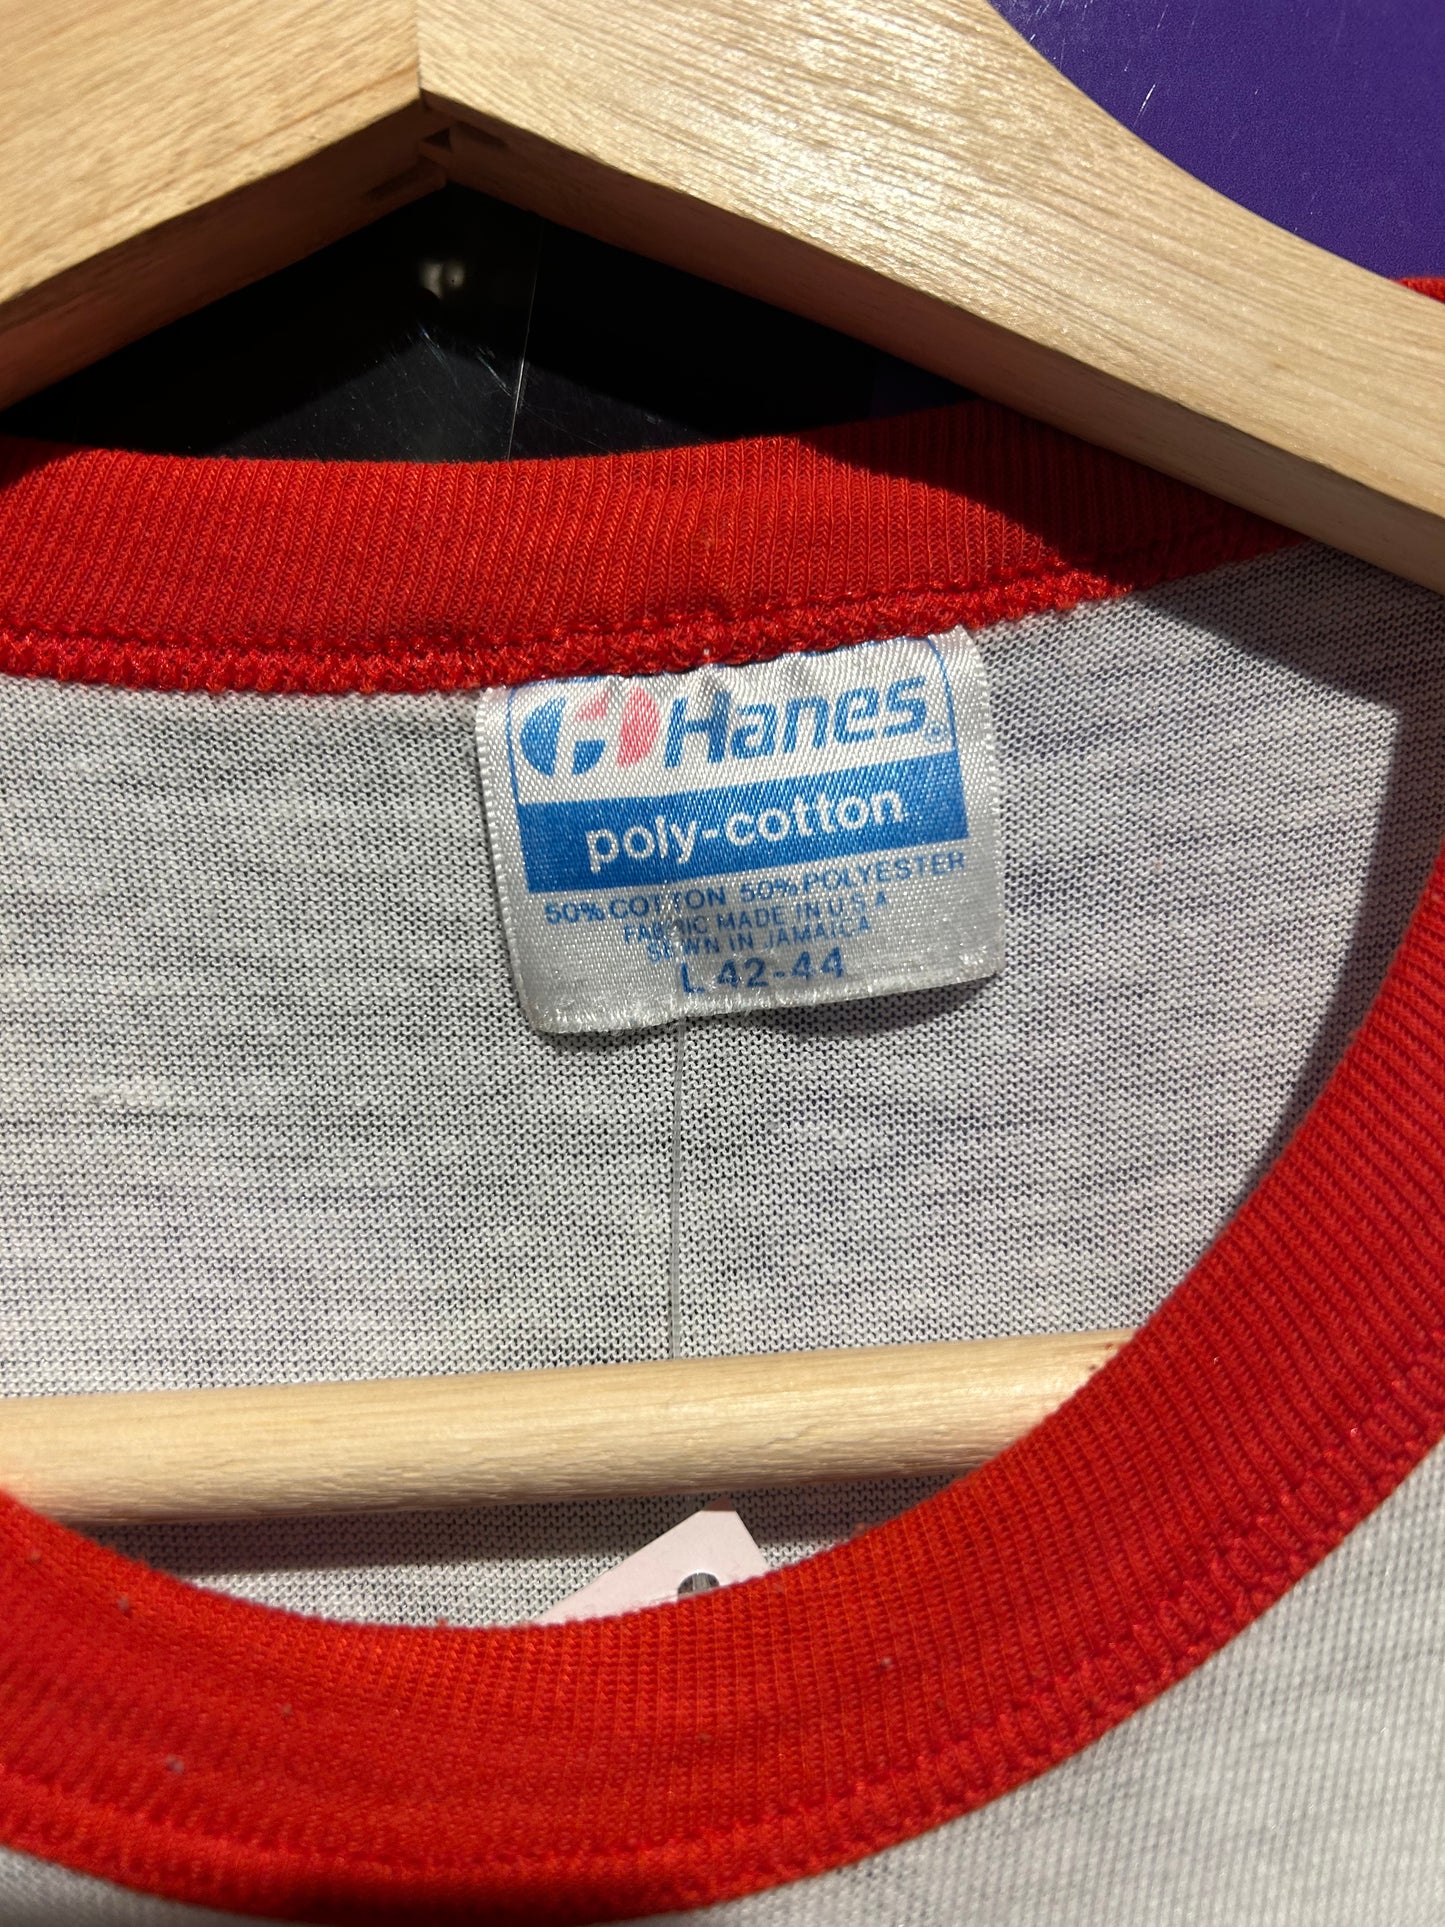 Hanes
poly-cotton
50% COTTON 50% POLYESTER
FABRIC MADE IN U.S.A
SEWN IN JAMAICA
L 42-44